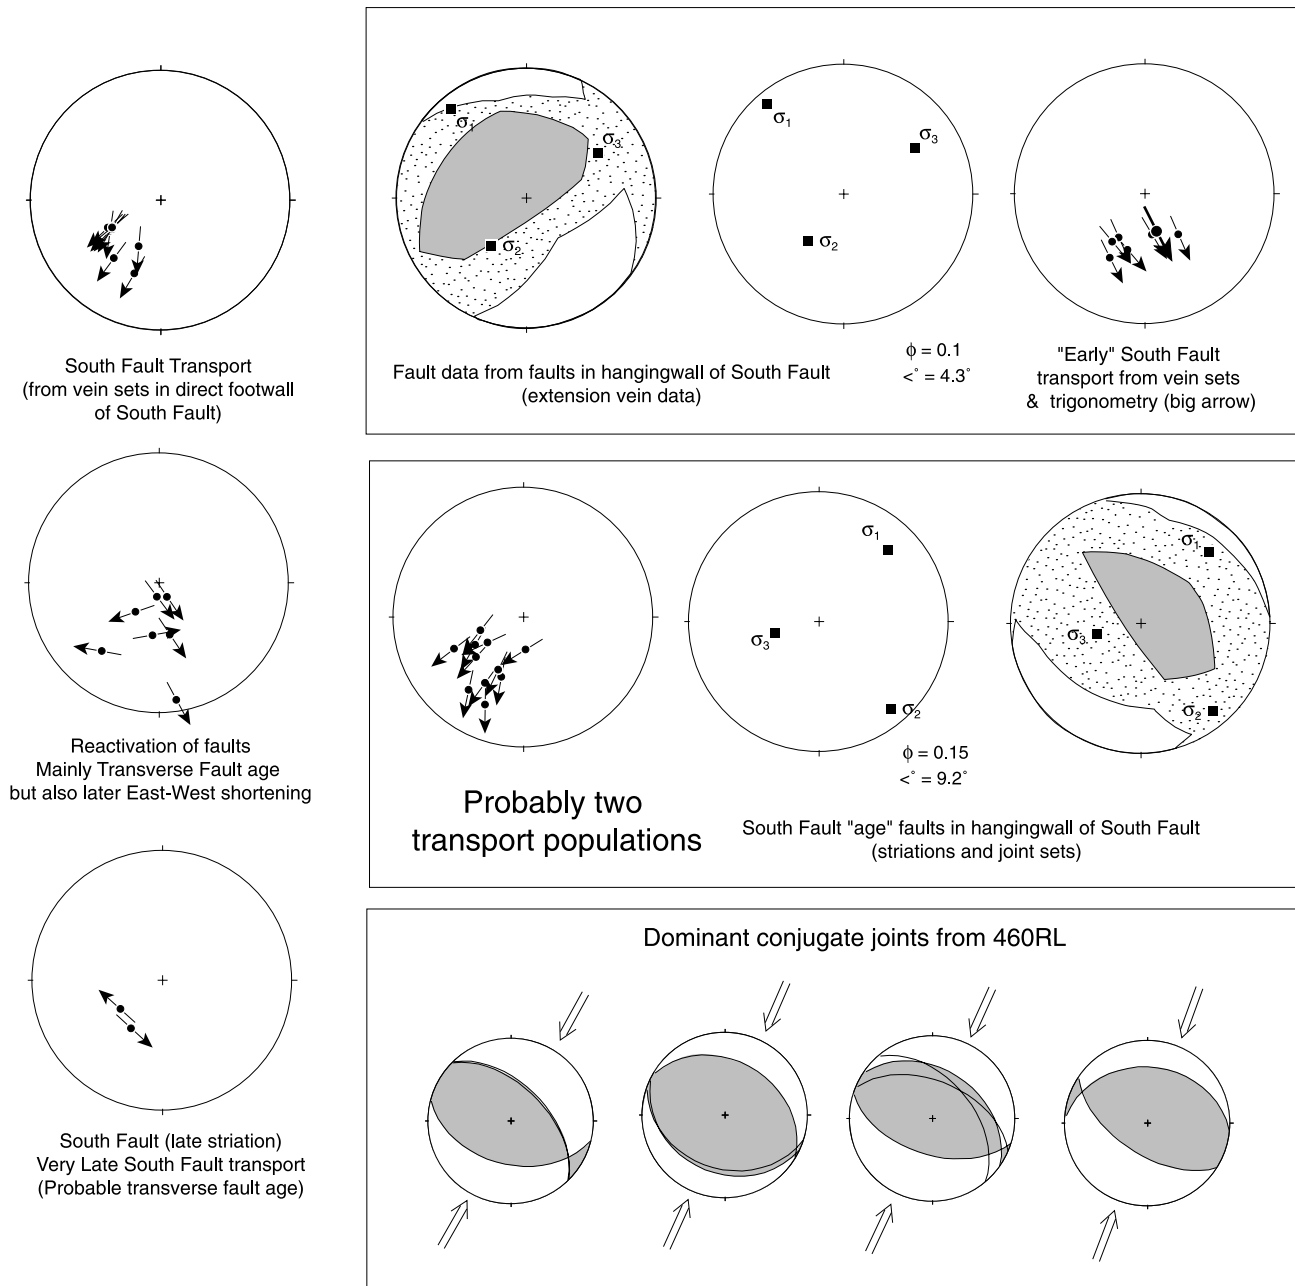 South Fault Transport
(from vein sets in direct footwall
of South Fault)
Reactivation of faults
Mainly Transverse Fault age
but also later East-West shortening
South Fault (late striation)
Very Late South Fault transport
(Probable transverse fault age)
σ1
σ3
σ2
σ1
σ3
σ2
Fault data from faults in hangingwall of South Fault
(extension vein data)
ϕ = 0.1
<° = 4.3°
"Early" South Fault
transport from vein sets
& trigonometry (big arrow)
σ1
σ3
σ2
σ1
σ3
σ2
ϕ = 0.15
<° = 9.2°
Probably two
transport populations
South Fault "age" faults in hangingwall of South Fault
(striations and joint sets)
Dominant conjugate joints from 460RL